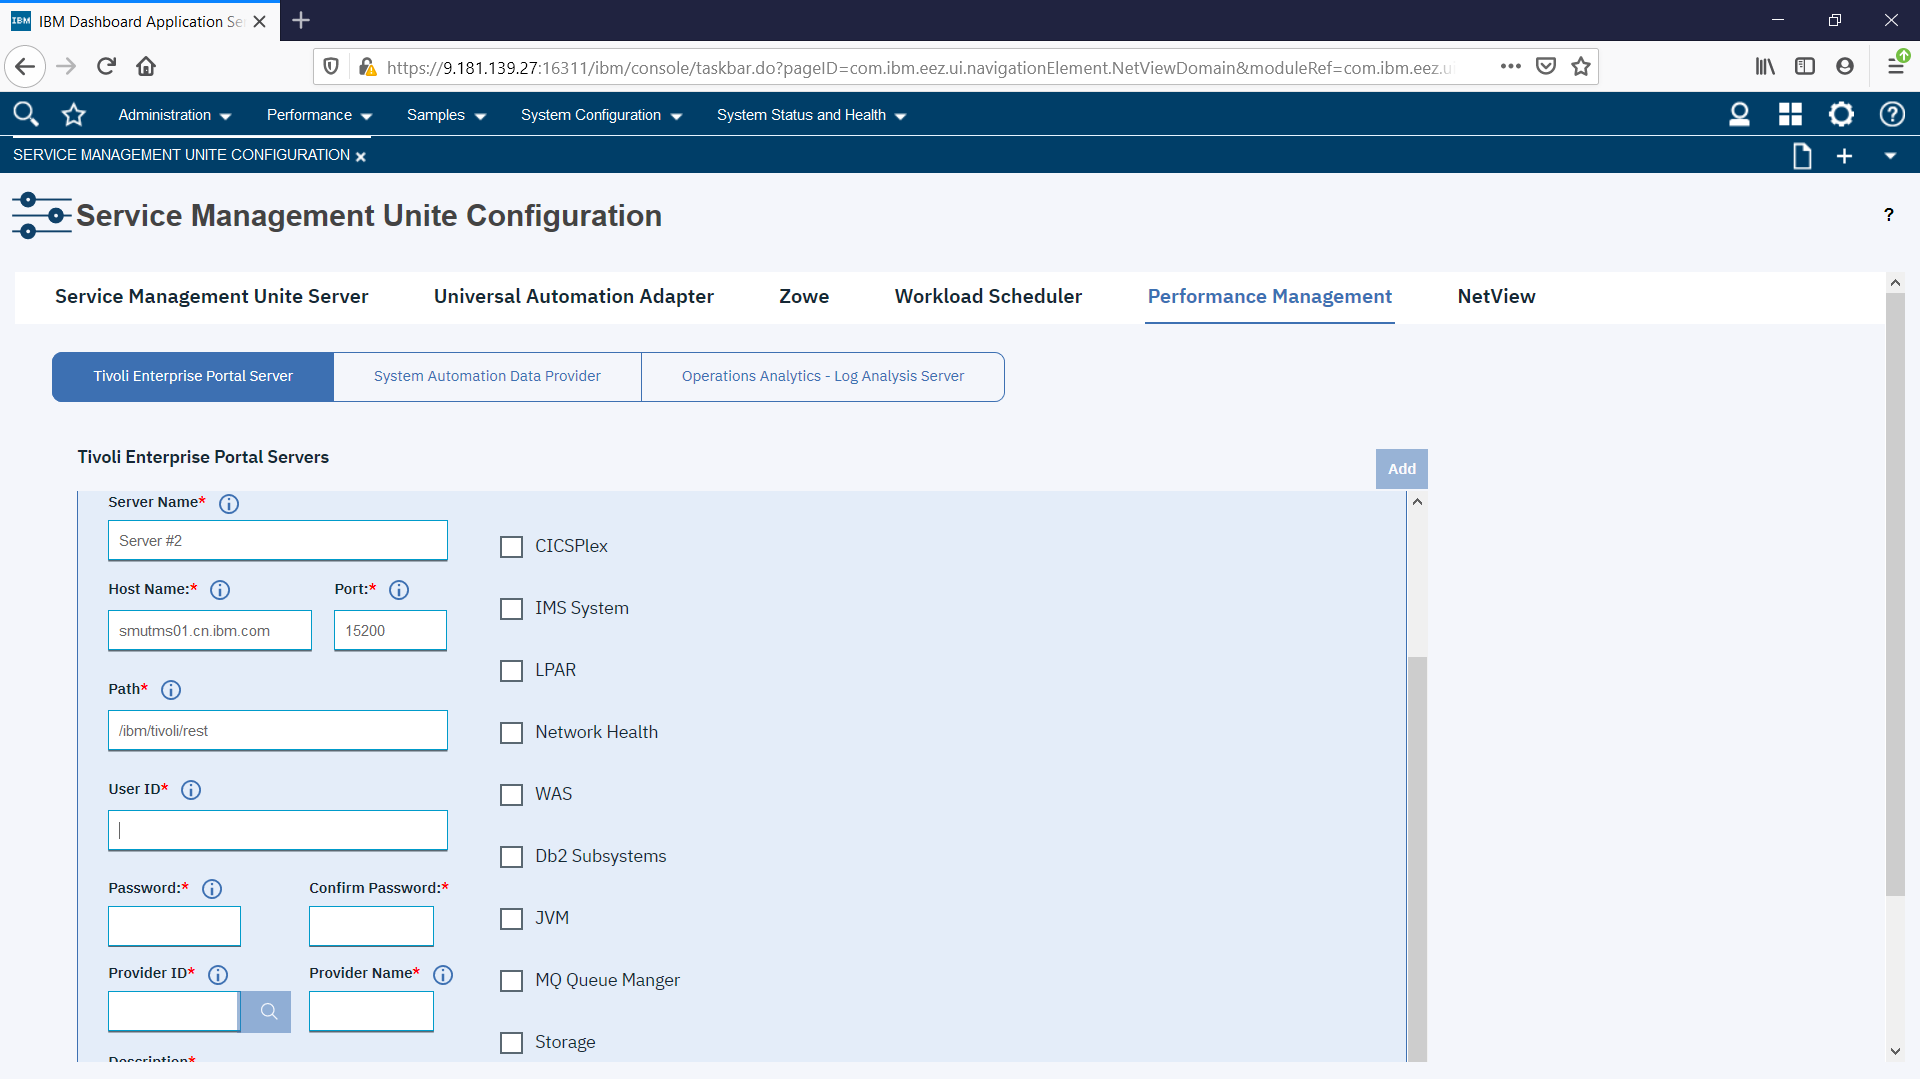 IBM IBM Dashboard Application Se
https://9.181.139.27:16311/ibm/console/taskbar.do?pageID=com.ibm.eez.ui.navigationElement.NetViewDomain&moduleRef=com.ibm.eez.u
Administration Performance Samples System Configuration System Status and Health
SERVICE MANAGEMENT UNITE CONFIGURATION
Service Management Unite Configuration ?
Service Management Unite Server Universal Automation Adapter Zowe Workload Scheduler Performance Management NetView
Tivoli Enterprise Portal Server System Automation Data Provider Operations Analytics - Log Analysis Server
Tivoli Enterprise Portal Servers
Add
Server Name*
Server #2
CICSPlex
Host Name:* Port:*
IMS System
smutms01.cn.ibm.com 15200
LPAR
Path*
/ibm/tivoli/rest
Network Health
User ID*
WAS
Db2 Subsystems
Password:* Confirm Password:*
JVM
Provider ID* Provider Name*
MQ Queue Manger
Storage
Description*